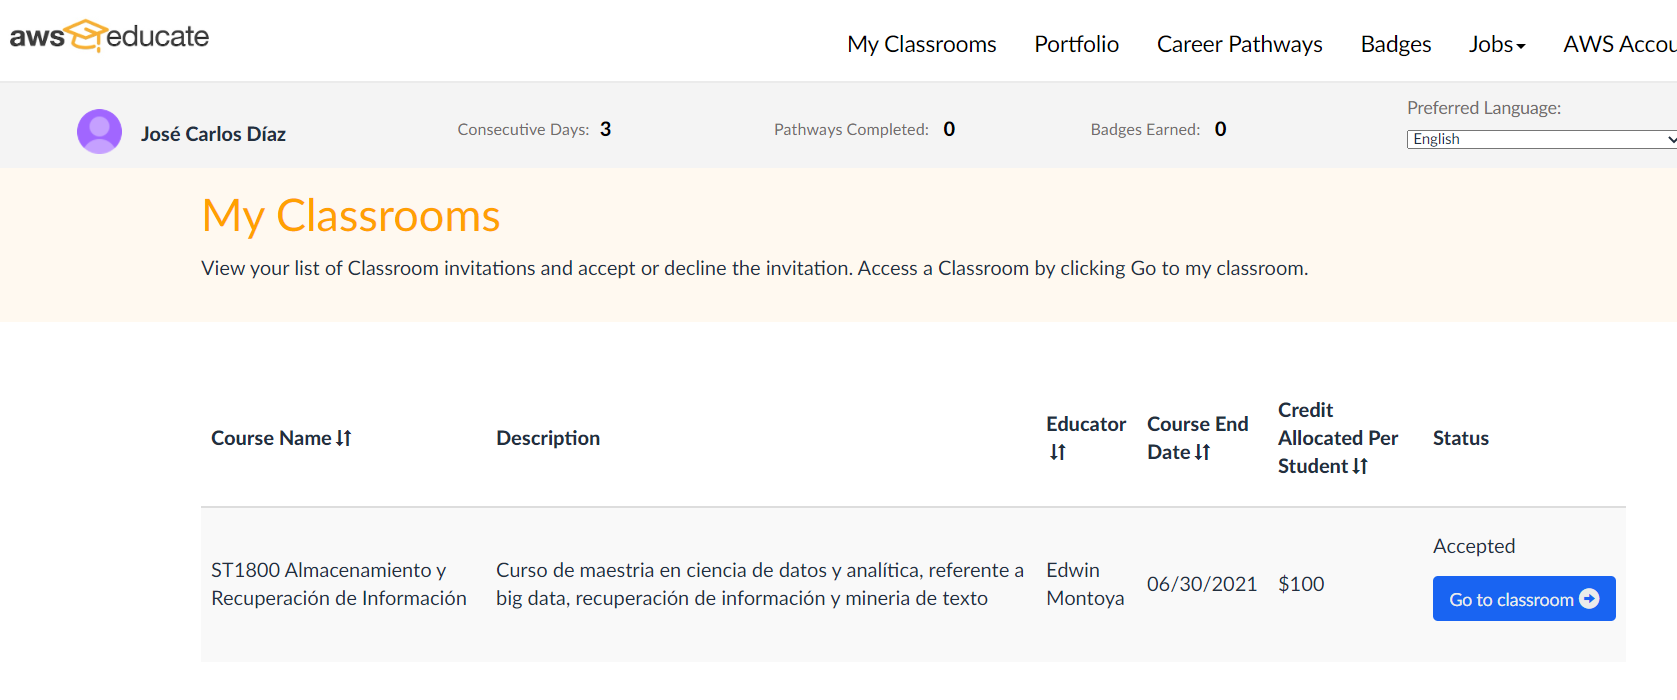 aws educate
My Classrooms Portfolio Career Pathways Badges Jobs AWS Accou
José Carlos Díaz
Consecutive Days: 3
Pathways Completed: 0
Badges Earned: 0
Preferred Language:
English
My Classrooms
View your list of Classroom invitations and accept or decline the invitation. Access a Classroom by clicking Go to my classroom.
Course Name
Description
Educator
Course End
Date
Credit
Allocated Per
Student
Status
ST1800 Almacenamiento y
Recuperación de Información
Curso de maestria en ciencia de datos y analítica, referente a
big data, recuperación de información y mineria de texto
Edwin
Montoya
06/30/2021
$100
Accepted
Go to classroom